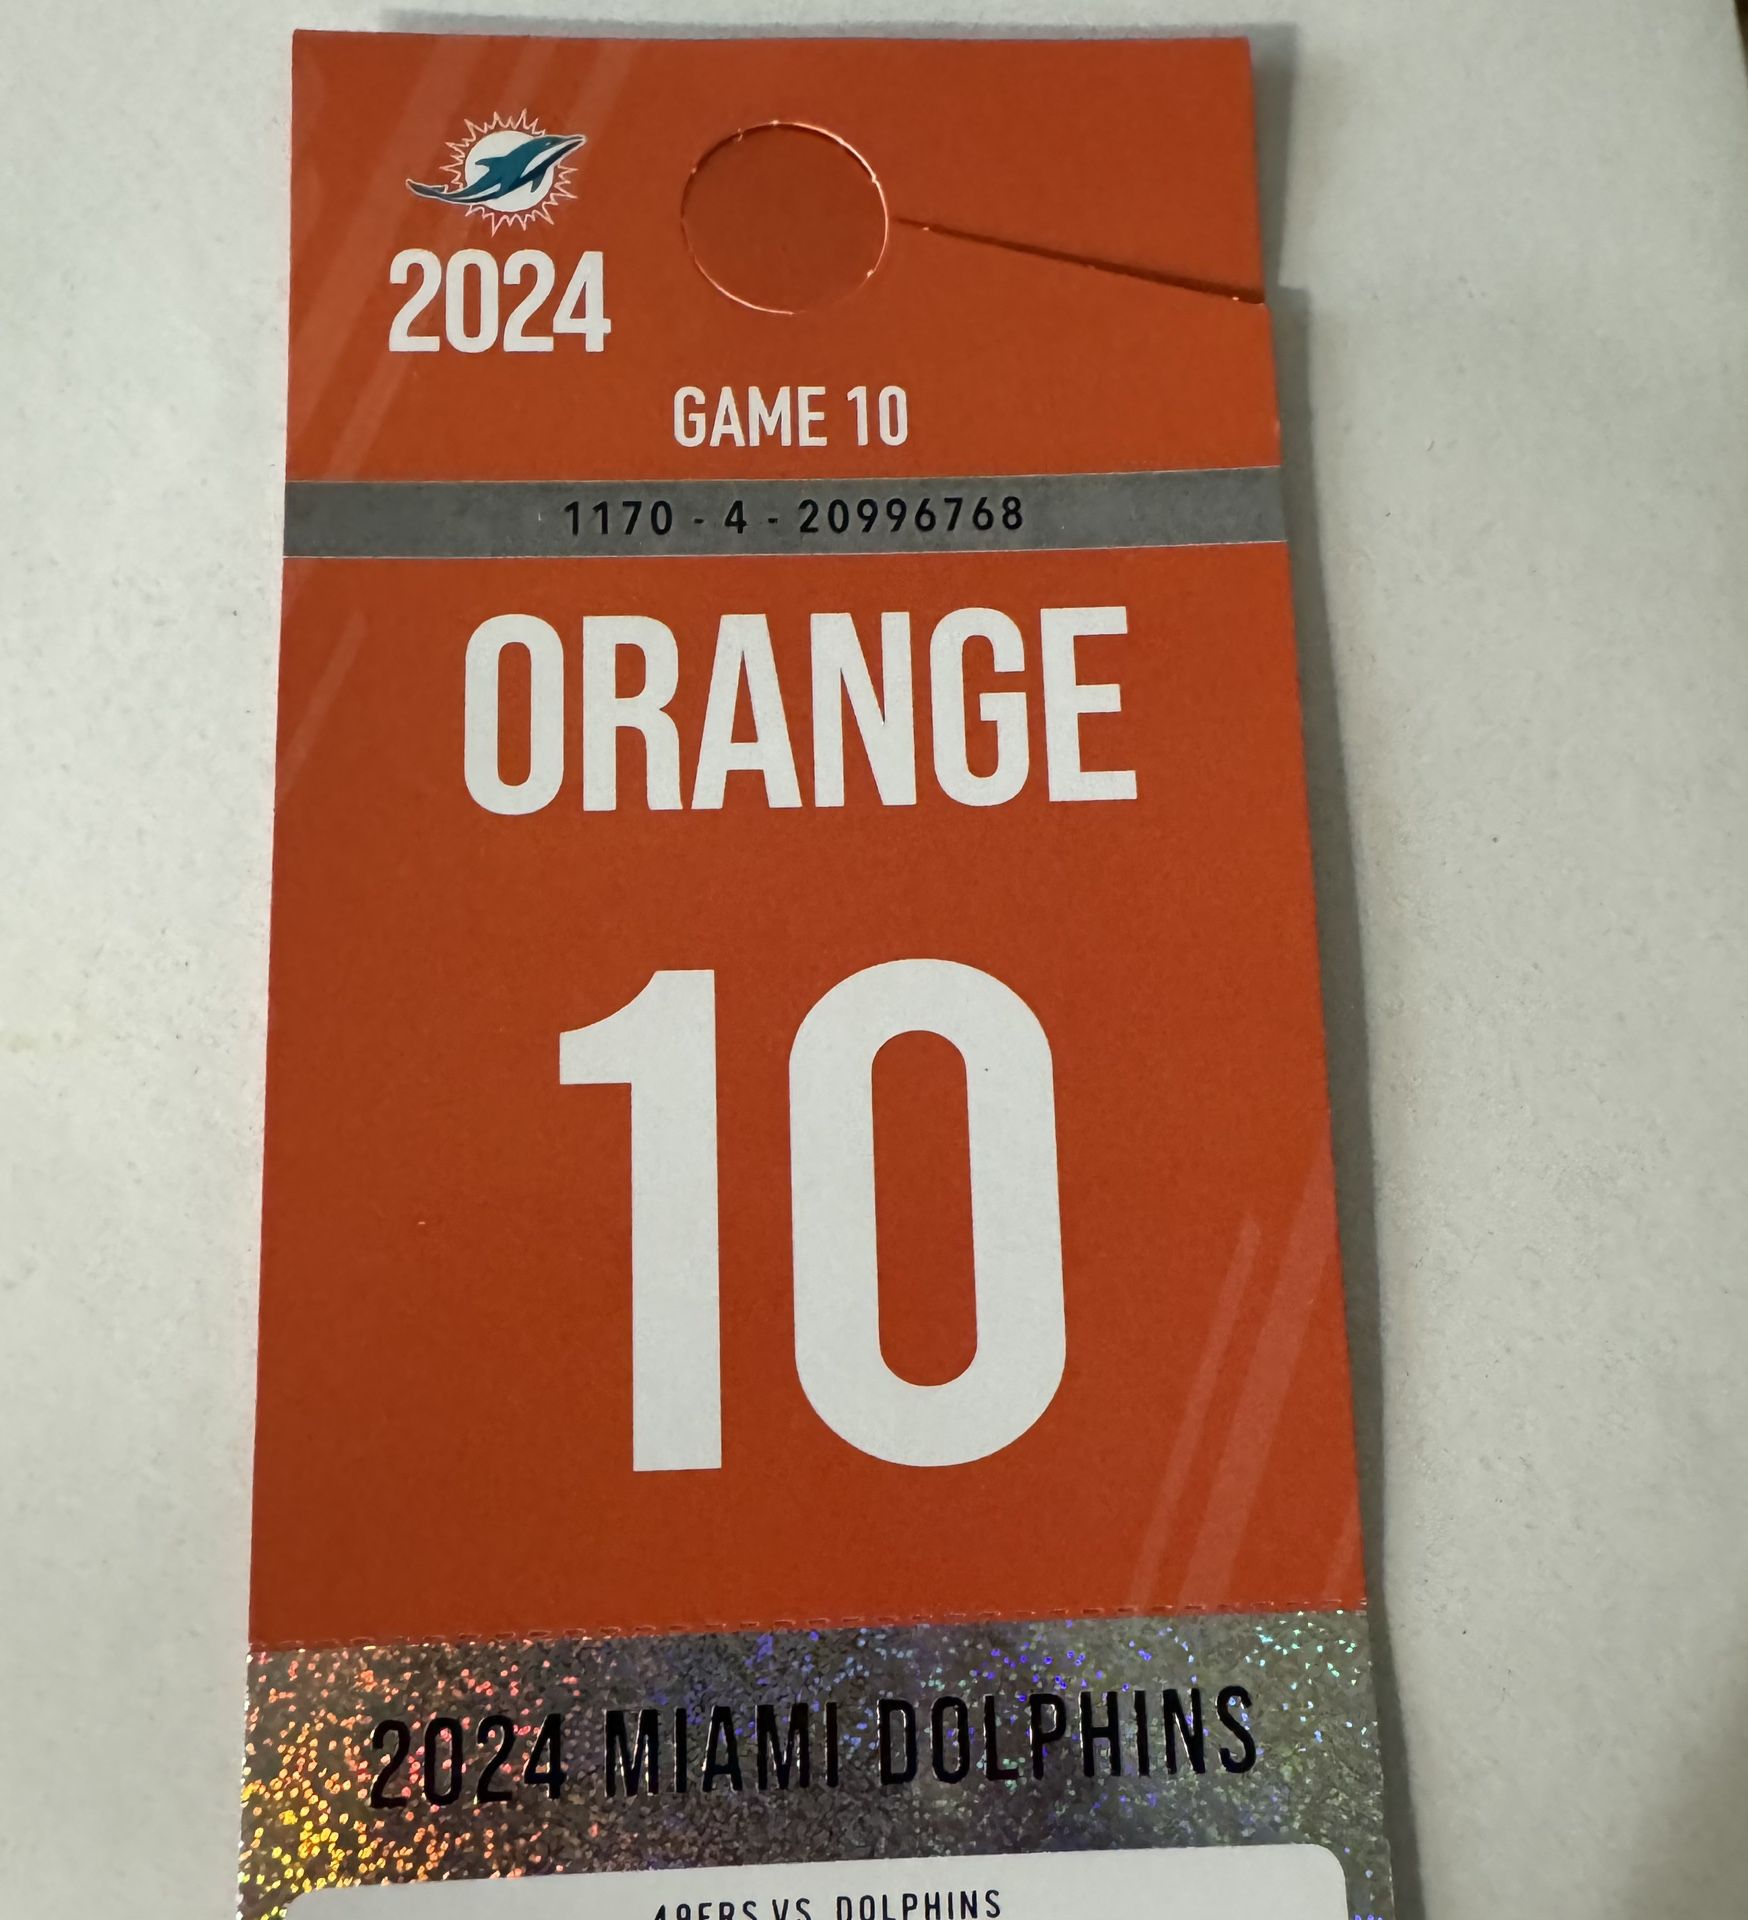 2024
GAME 10
1170 - 4 - 20996768
ORANGE
10
2024 MIAMI DOLPHINS
49ERS VS. DOLPHINS